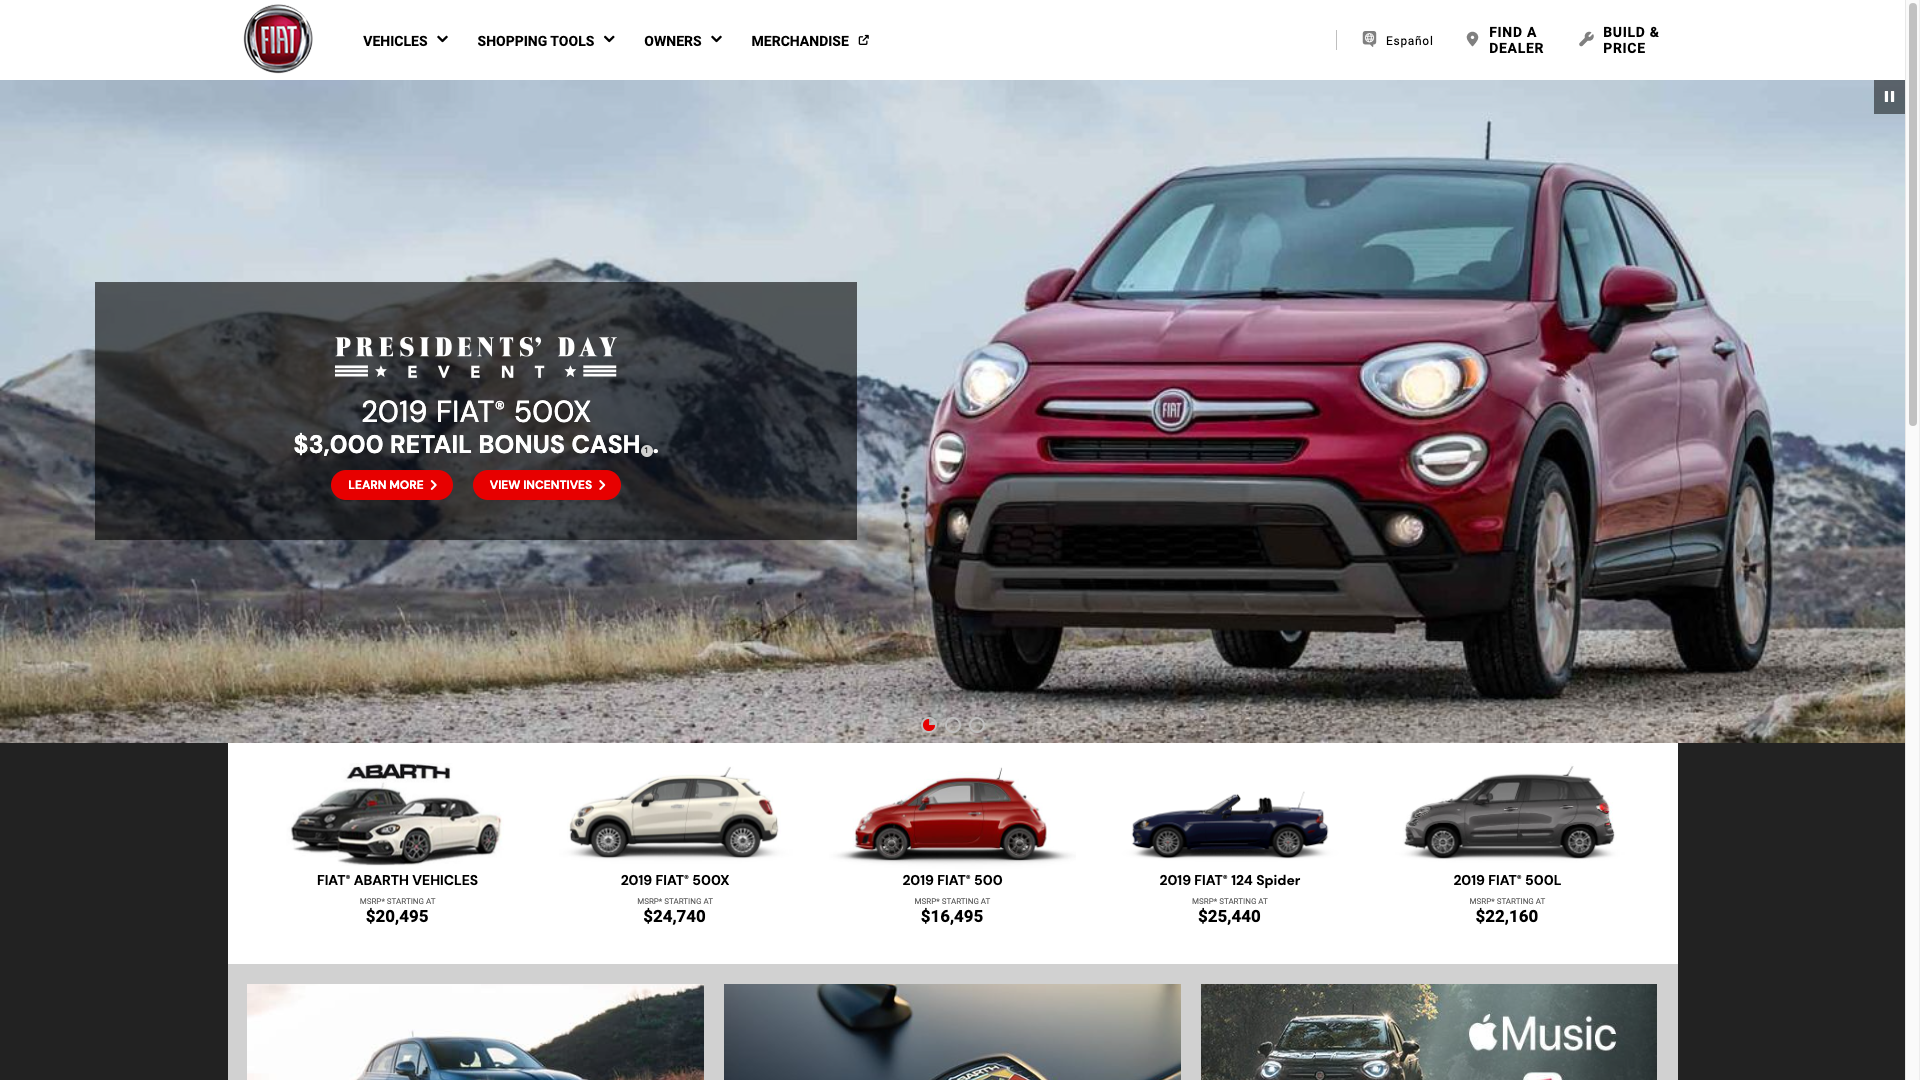 FIAT
VEHICLES
SHOPPING TOOLS
OWNERS
MERCHANDISE
Español
FIND A
DEALER
BUILD &
PRICE
PRESIDENTS' DAY
EVENT
2019 FIAT® 500X
$3,000 RETAIL BONUS CASH1.
LEARN MORE
VIEW INCENTIVES
FIAT
ABARTH
FIAT® ABARTH VEHICLES
MSRP* STARTING AT
$20,495
2019 FIAT® 500X
MSRP* STARTING AT
$24,740
2019 FIAT® 500
MSRP* STARTING AT
$16,495
2019 FIAT® 124 Spider
MSRP* STARTING AT
$25,440
2019 FIAT® 500L
MSRP* STARTING AT
$22,160
ABARTH
Music